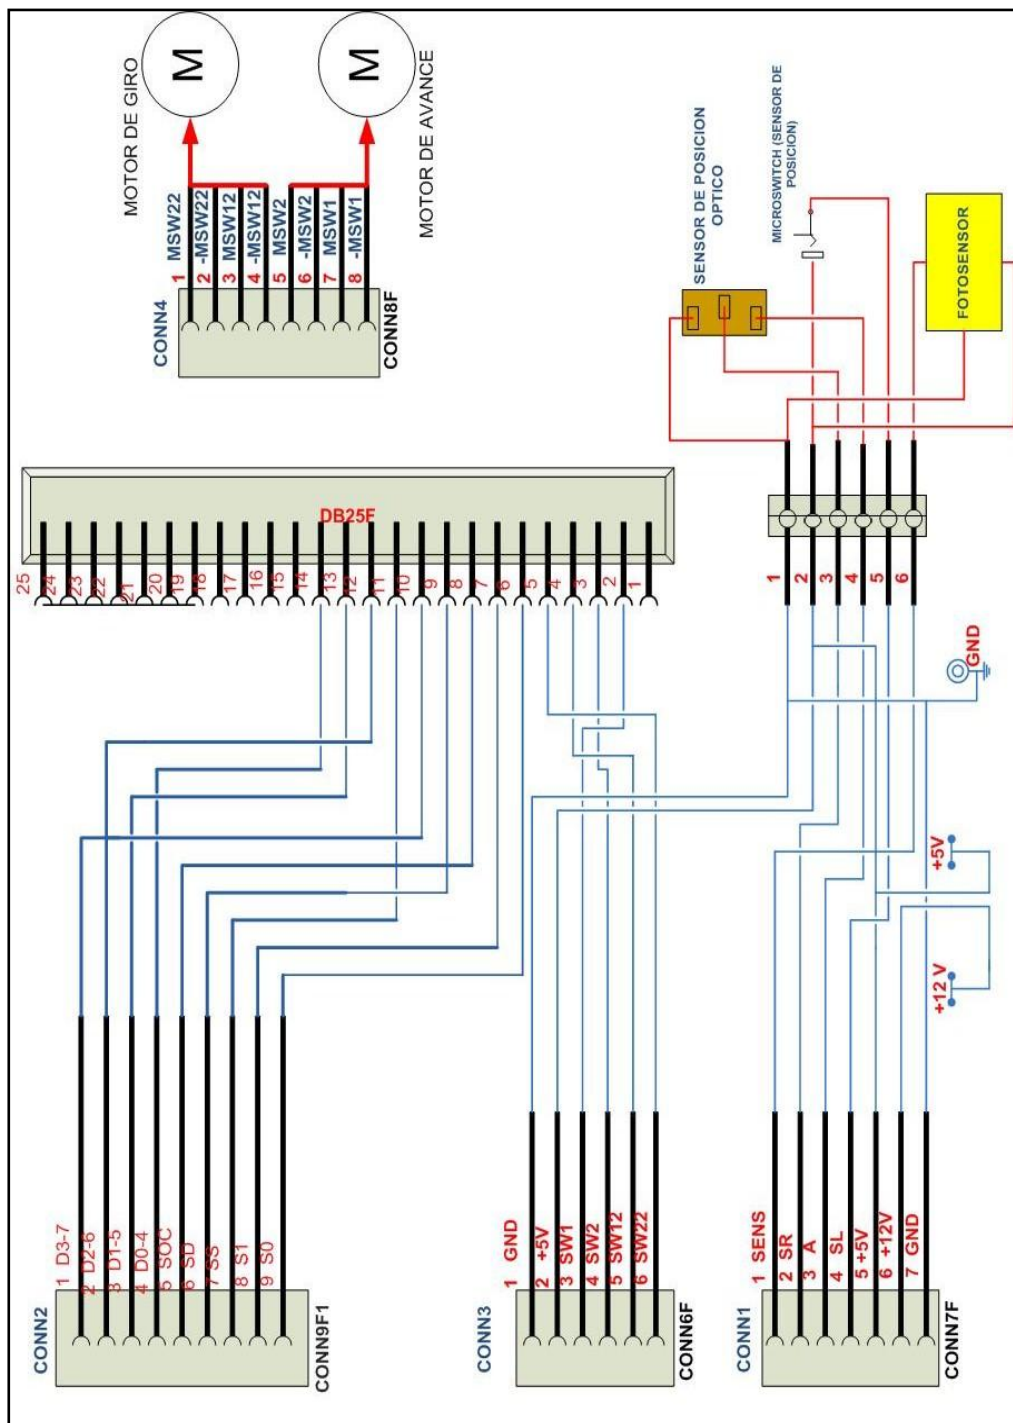 MOTOR DE GIRO
M
M
MOTOR DE AVANCE
1 MSW22
2 -MSW22
3 MSW12
4 -MSW12
5 MSW2
6 -MSW2
7 MSW1
8 -MSW1
CONN4
CONN8F
SENSOR DE POSICION
OPTICO
MICROSWITCH (SENSOR DE
POSICION)
FOTOSENSOR
DB25F
25
24
23
22
21
20
19
18
17
16
15
14
13
12
11
10
9
8
7
6
5
4
3
2
1
1
2
3
4
5
6
GND
+5V
+12 V
1 D3-7
2 D2-6
3 D1-5
4 D0-4
5 SOC
6 SD
7 SS
8 S1
9 S0
CONN2
CONN9F1
1 GND
2 +5V
3 SW1
4 SW2
5 SW12
6 SW22
CONN3
CONN6F
1 SENS
2 SR
3 A
4 SL
5 +5V
6 +12V
7 GND
CONN1
CONN7F